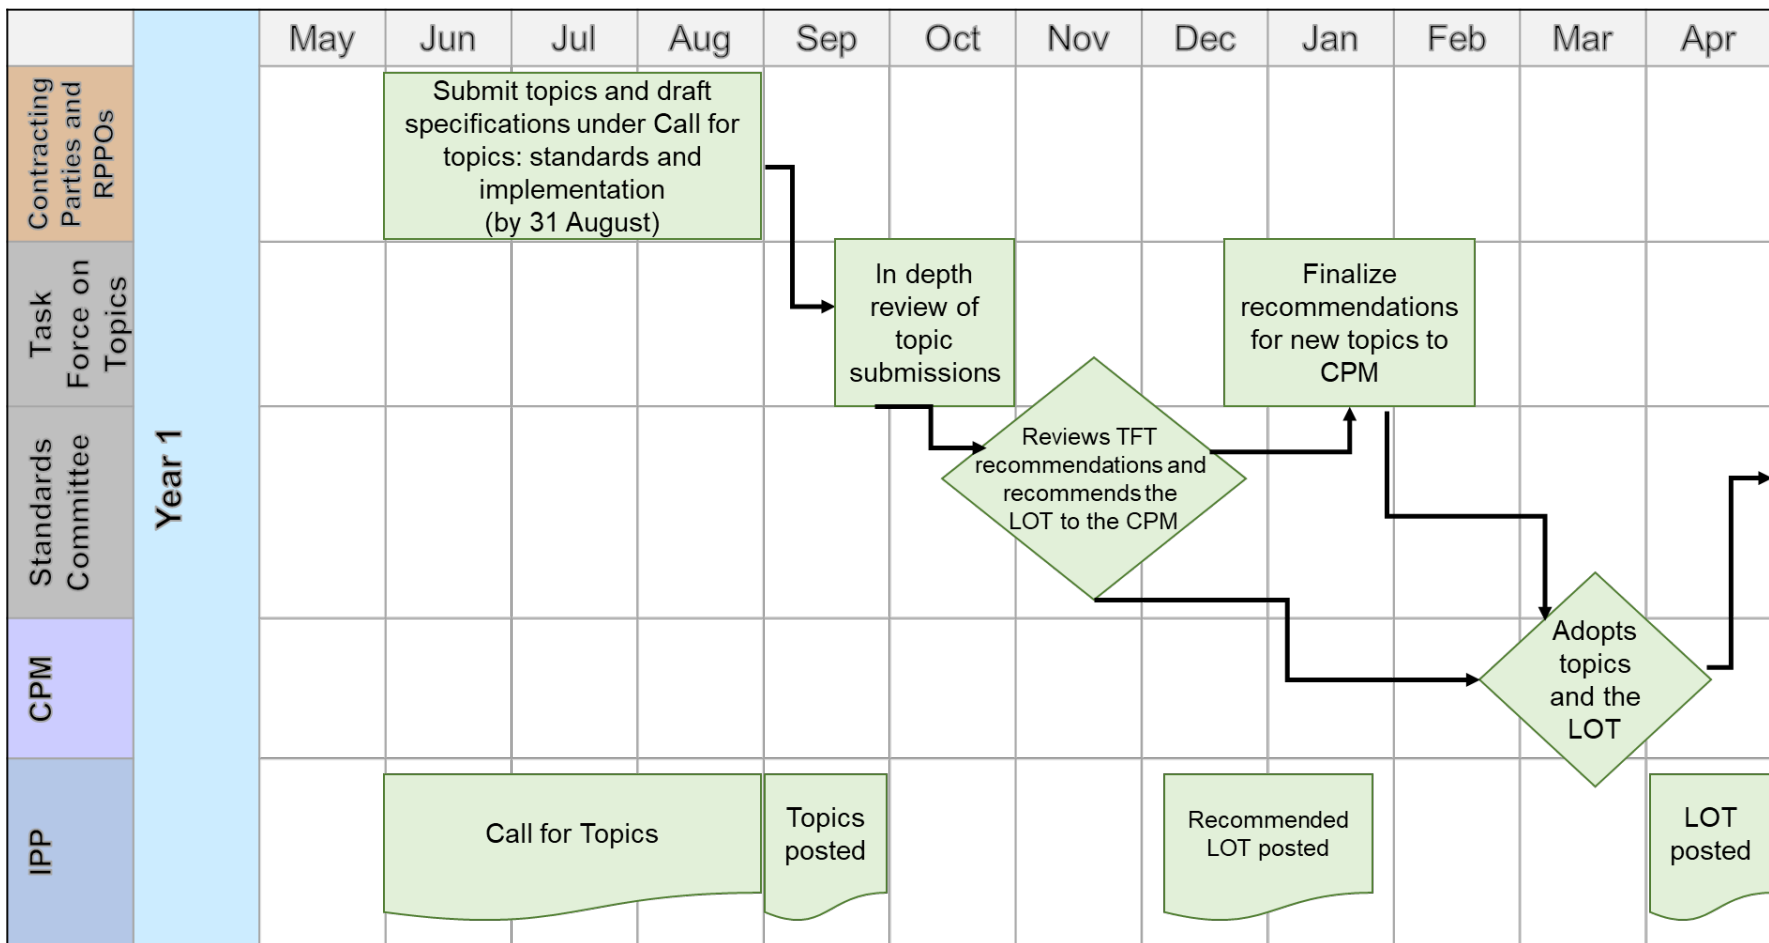 May Jun Jul Aug Sep Oct Nov Dec Jan Feb Mar Apr
Year 1
Contracting
Parties and
RPPOs
Submit topics and draft
specifications under Call for
topics: standards and
implementation
(by 31 August)
Task
Force on
Topics
In depth
review of
topic
submissions
Finalize
recommendations
for new topics to
CPM
Standards
Committee
Reviews TFT
recommendations and
recommends the
LOT to the CPM
CPM
Adopts
topics
and the
LOT
IPP
Call for Topics
Topics
posted
Recommended
LOT posted
LOT
posted